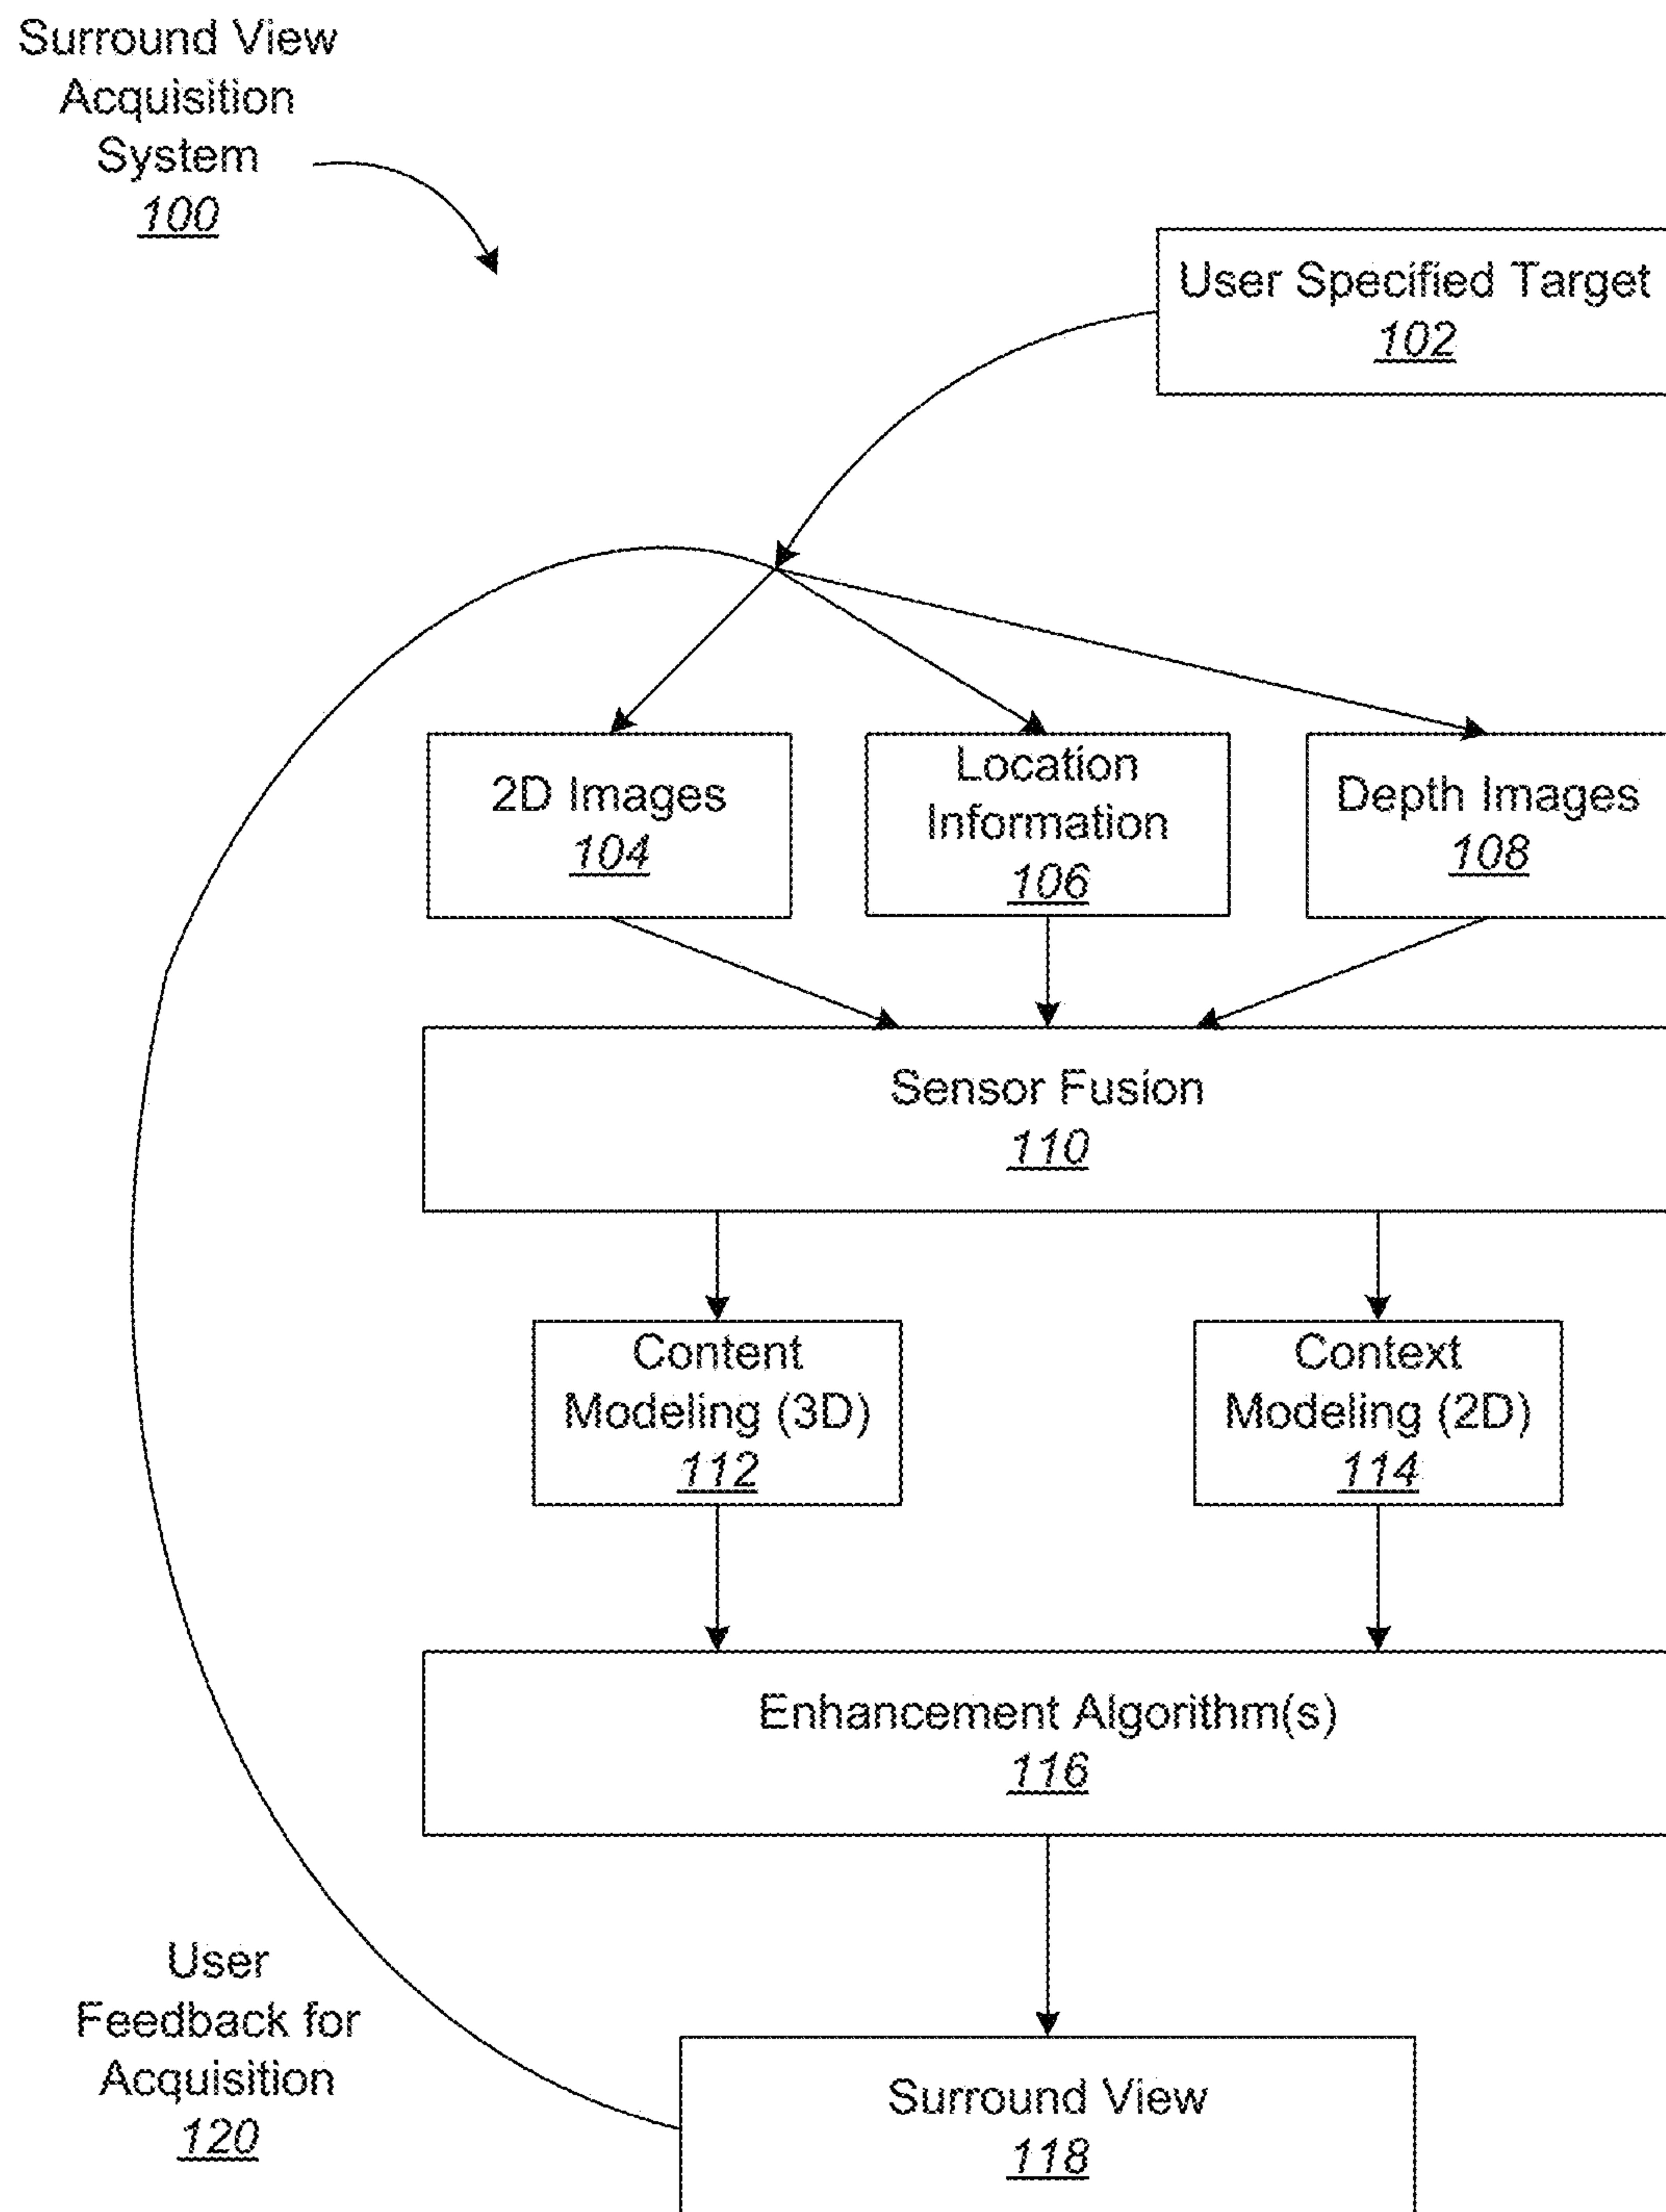 Surround View
Acquisition
System
100
User Specified Target
102
2D Images
104
Location
Information
106
Depth Images
108
Sensor Fusion
110
Content
Modeling (3D)
112
Context
Modeling (2D)
114
Enhancement Algorithm(s)
116
User
Feedback for
Acquisition
120
Surround View
118